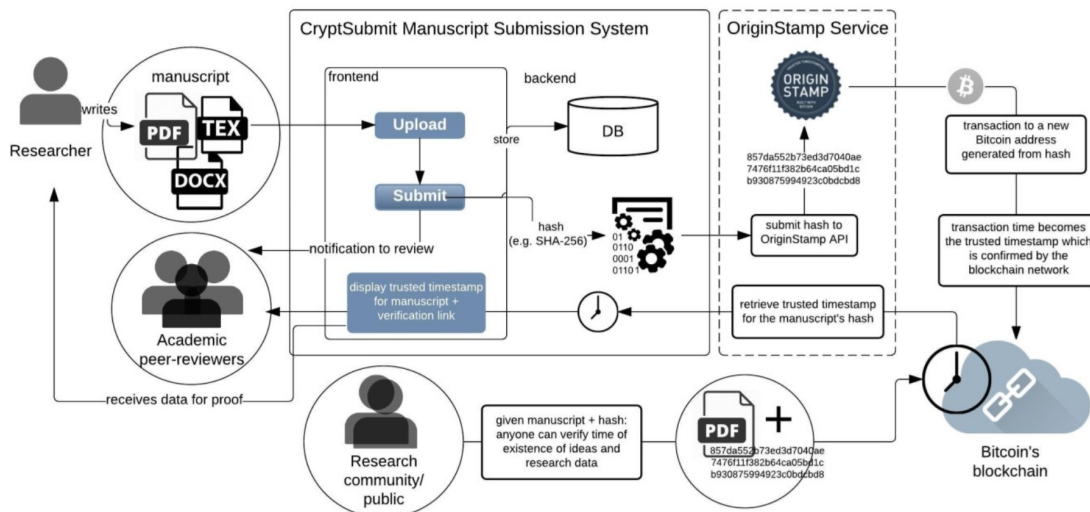 CryptSubmit Manuscript Submission System
OriginStamp Service
manuscript
frontend
backend
writes
PDF
TEX
DOCX
Researcher
Upload
store
DB
ORIGIN
STAMP
857da552b73ed3d7040ae
7476f11f382b64ca05bd1c
b930875994923c0bdcbd8
transaction to a new
Bitcoin address
generated from hash
Submit
hash
(e.g. SHA-256)
01
0110
0001
0110 1
submit hash to
OriginStamp API
transaction time becomes
the trusted timestamp which
is confirmed by the
blockchain network
notification to review
display trusted timestamp
for manuscript +
verification link
retrieve trusted timestamp
for the manuscript's hash
Academic
peer-reviewers
receives data for proof
Research
community/
public
given manuscript + hash:
anyone can verify time of
existence of ideas and
research data
PDF
+
857da552b73ed3d7040ae
7476f11f382b64ca05bd1c
b930875994923c0bdcbd8
Bitcoin's
blockchain